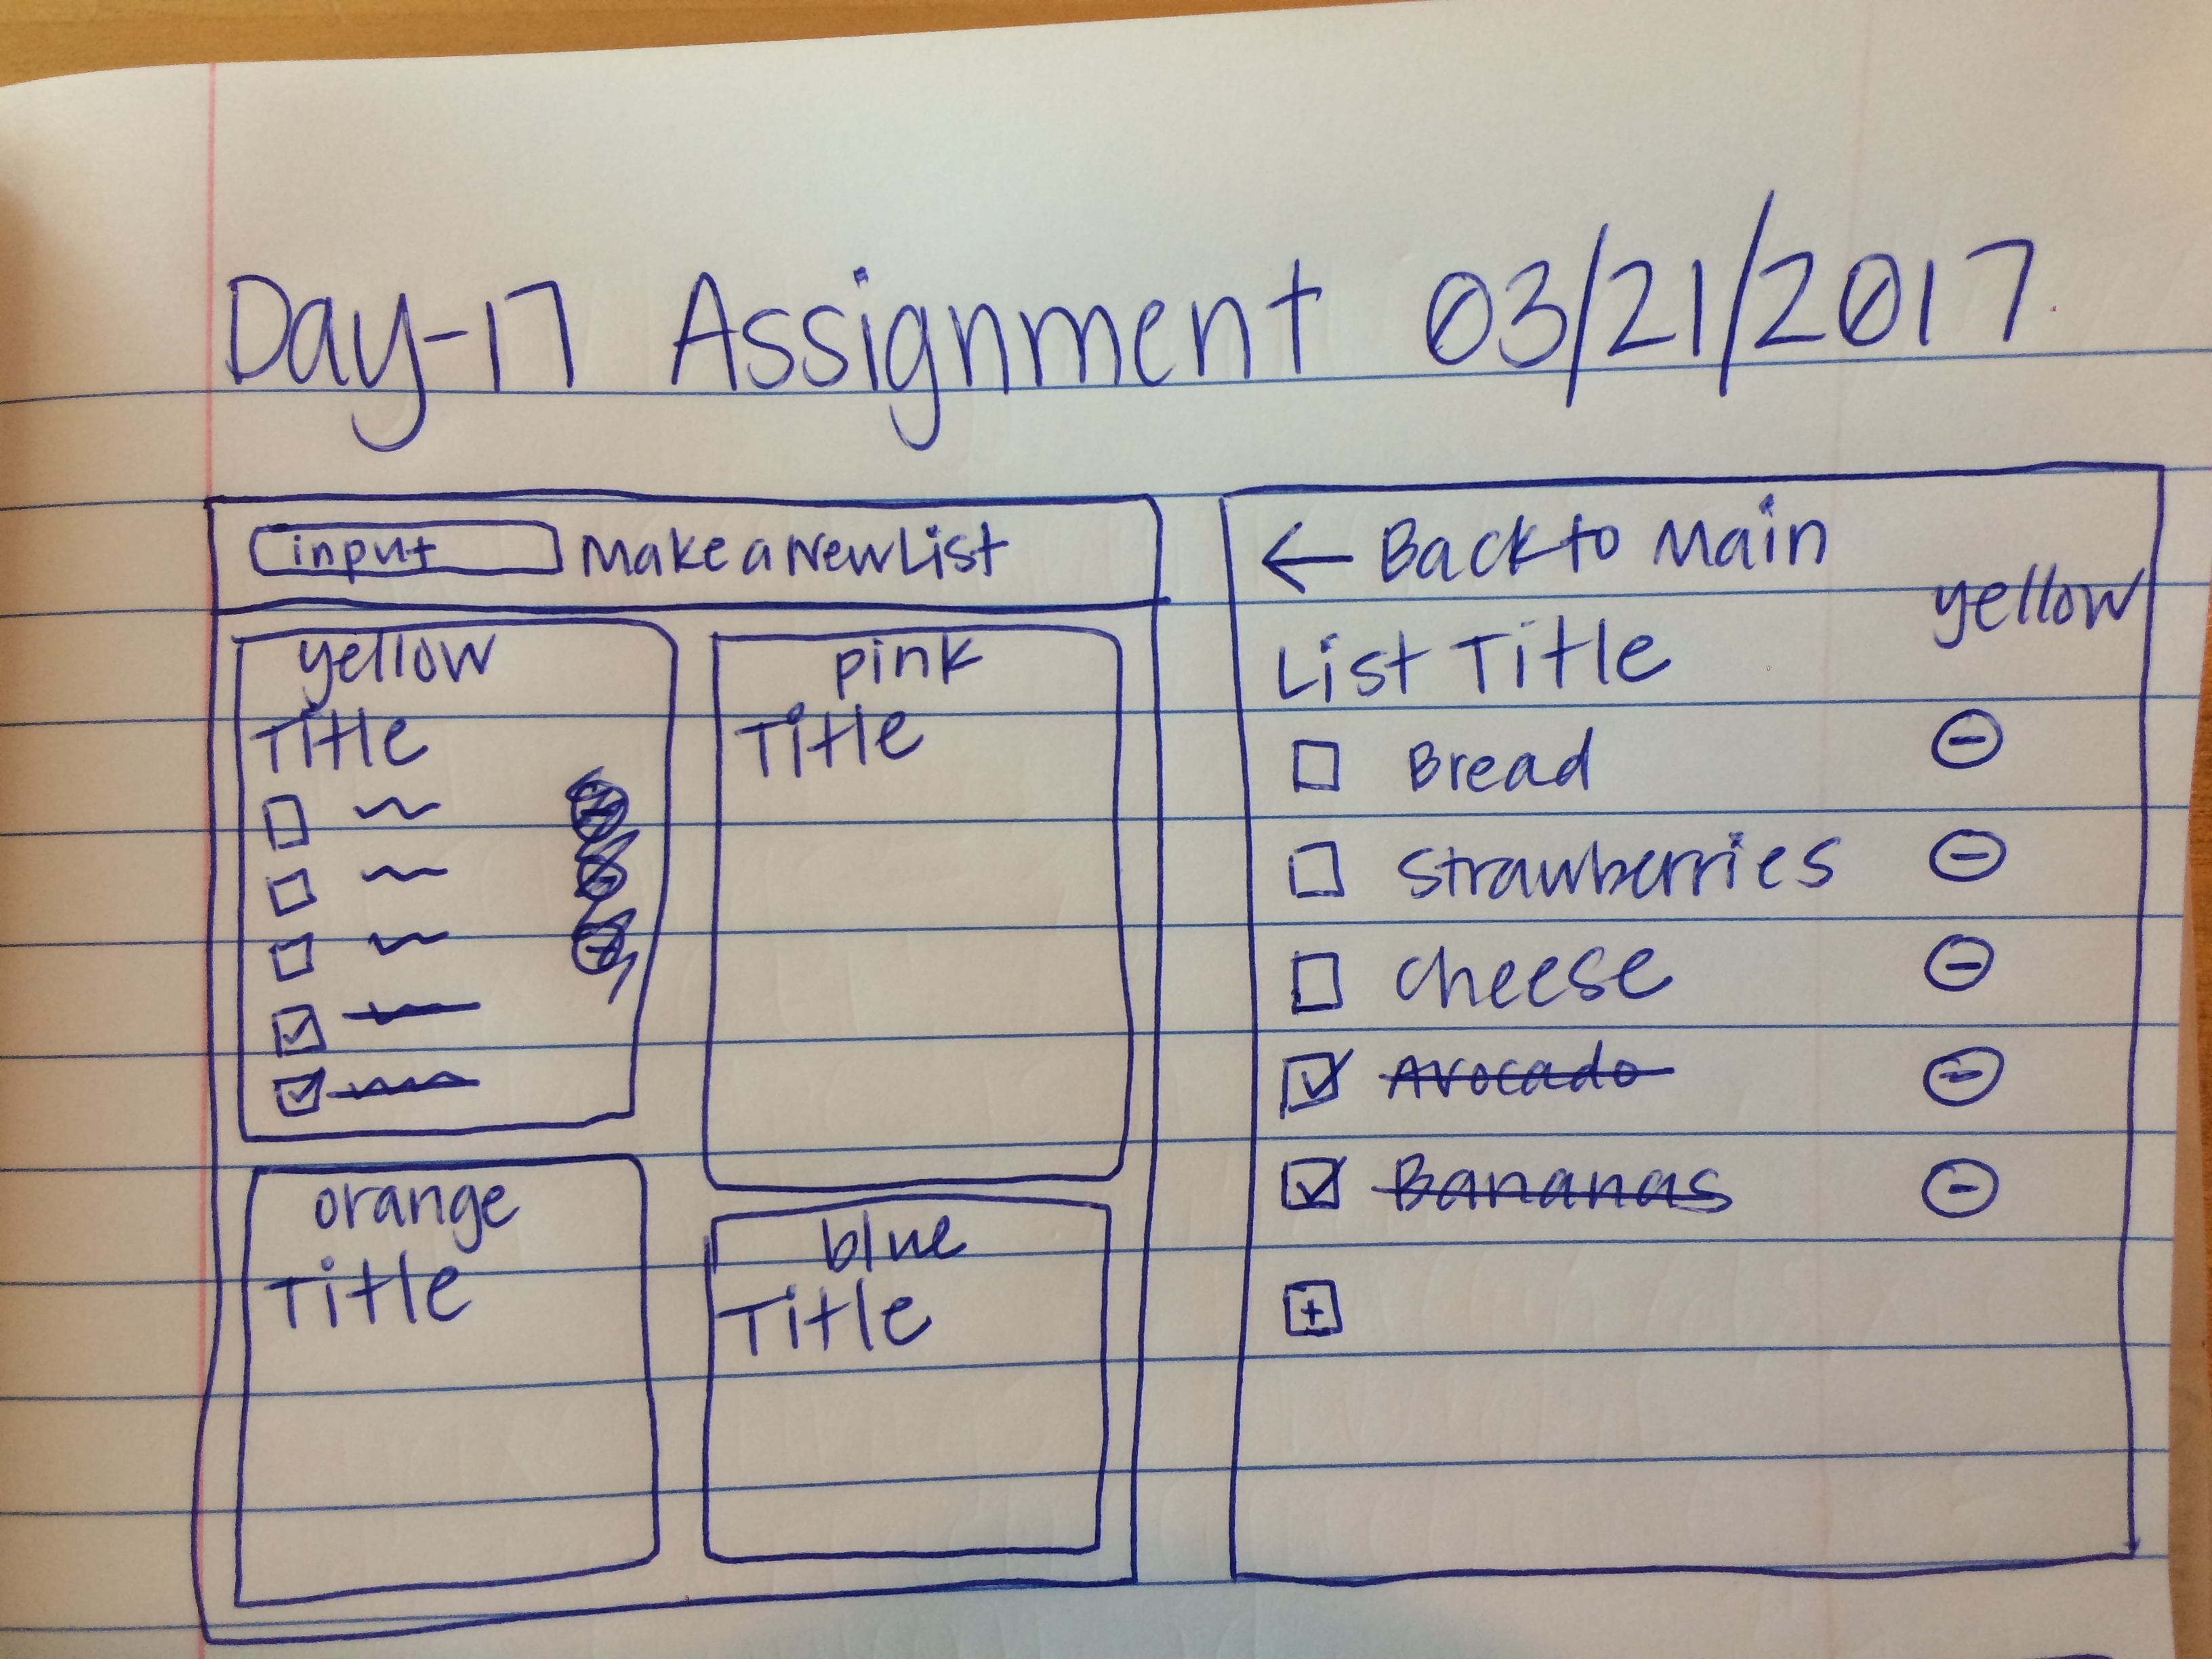 Day-17 Assignment 03/21/2017
input Make a New List
yellow
Title
pink
Title
orange
Title
blue
Title
← Back to Main
yellow
List Title
Bread
Strawberries
Cheese
Avocado
Bananas
+